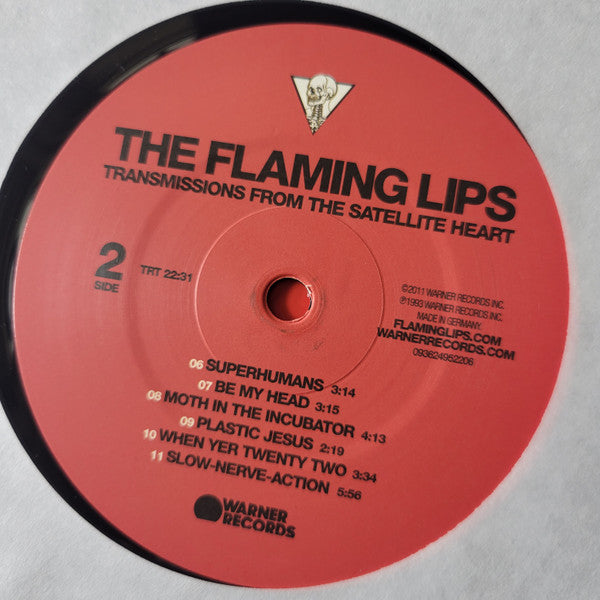 THE FLAMING LIPS
TRANSMISSIONS FROM THE SATELLITE HEART
2
SIDE
TRT 22:31
©2011 WARNER RECORDS INC.
℗1993 WARNER RECORDS INC.
MADE IN GERMANY.
FLAMINGLIPS.COM
WARNERRECORDS.COM
093624952206
06 SUPERHUMANS 3:14
07 BE MY HEAD 3:15
08 MOTH IN THE INCUBATOR 4:13
09 PLASTIC JESUS 2:19
10 WHEN YER TWENTY TWO 3:34
11 SLOW-NERVE-ACTION 5:56
WARNER
RECORDS